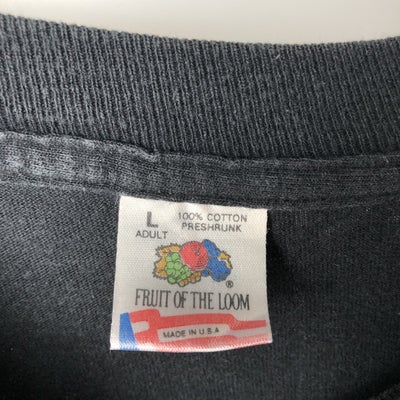 L 100% COTTON
ADULT PRESHRUNK
®
FRUIT OF THE LOOM
MADE IN U.S.A